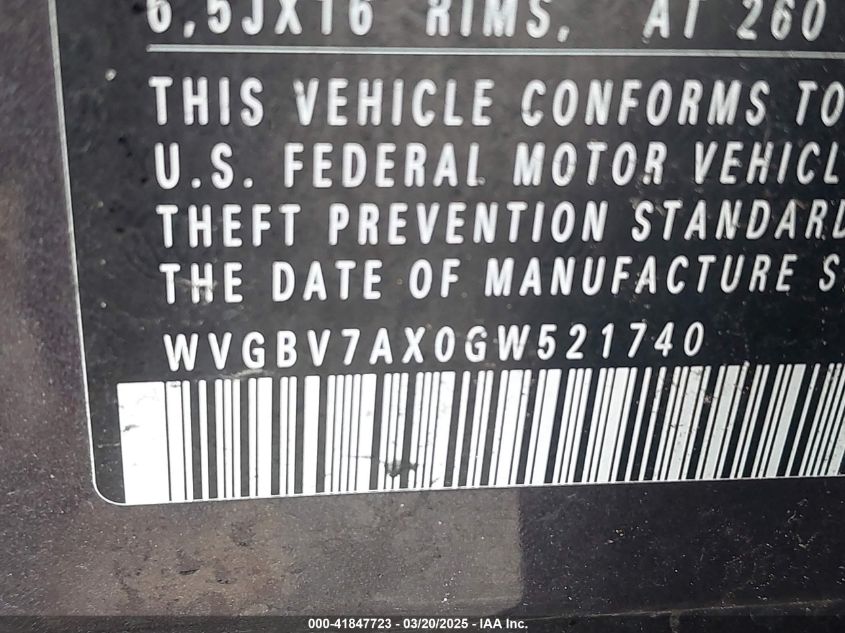 6,5JX16 RIMS, AT 260
THIS VEHICLE CONFORMS TO
U.S. FEDERAL MOTOR VEHICL
THEFT PREVENTION STANDARD
THE DATE OF MANUFACTURE S
WVGBV7AX0GW521740
000-41847723 — 03/20/2025 — IAA Inc.